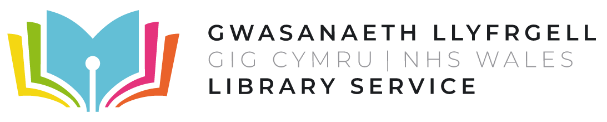 GWASANAETH LLYFRGELL
GIG CYMRU | NHS WALES
LIBRARY SERVICE